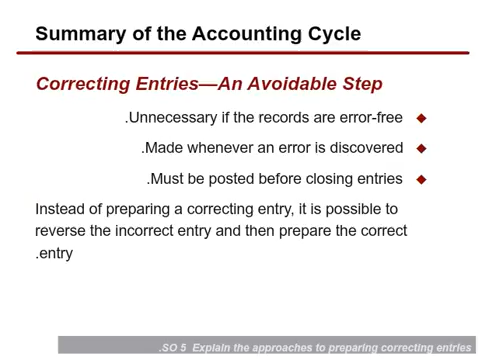 Summary of the Accounting Cycle
Correcting Entries—An Avoidable Step
.Unnecessary if the records are error-free ◆
.Made whenever an error is discovered ◆
.Must be posted before closing entries ◆
Instead of preparing a correcting entry, it is possible to
reverse the incorrect entry and then prepare the correct
.entry
.SO 5 Explain the approaches to preparing correcting entries